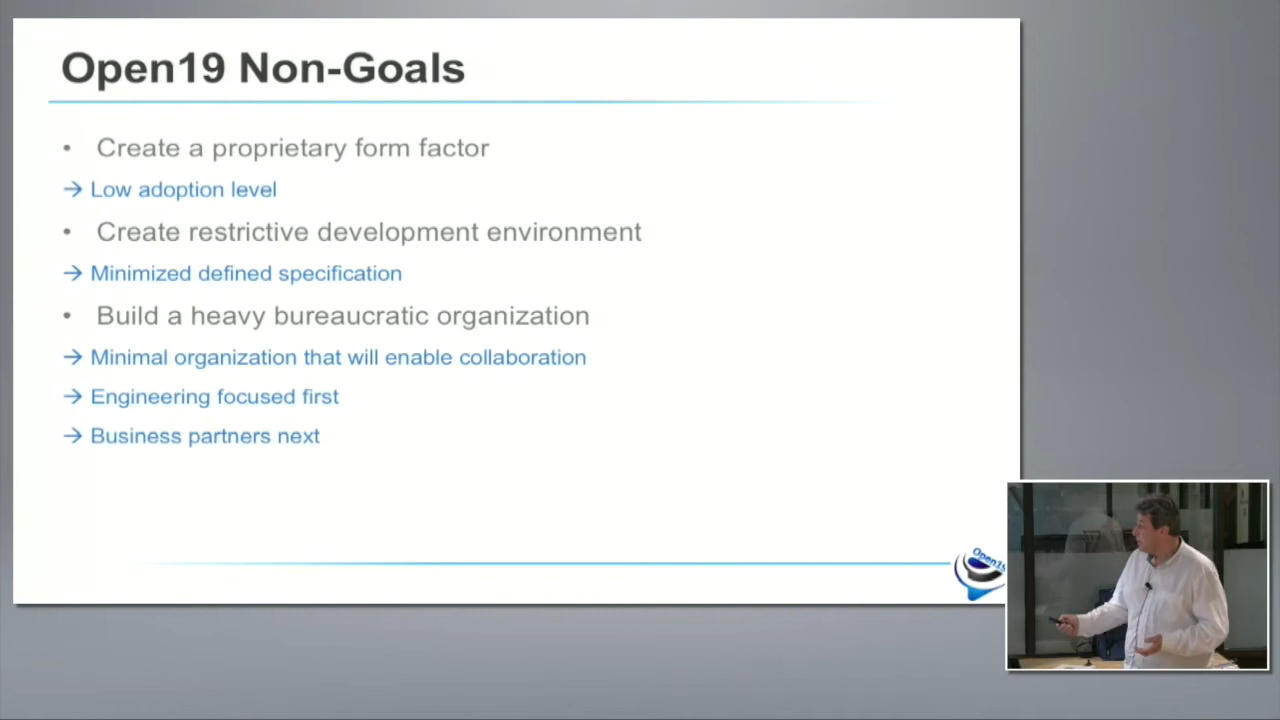 Open19 Non-Goals
• Create a proprietary form factor
→ Low adoption level
• Create restrictive development environment
→ Minimized defined specification
• Build a heavy bureaucratic organization
→ Minimal organization that will enable collaboration
→ Engineering focused first
→ Business partners next
Open19